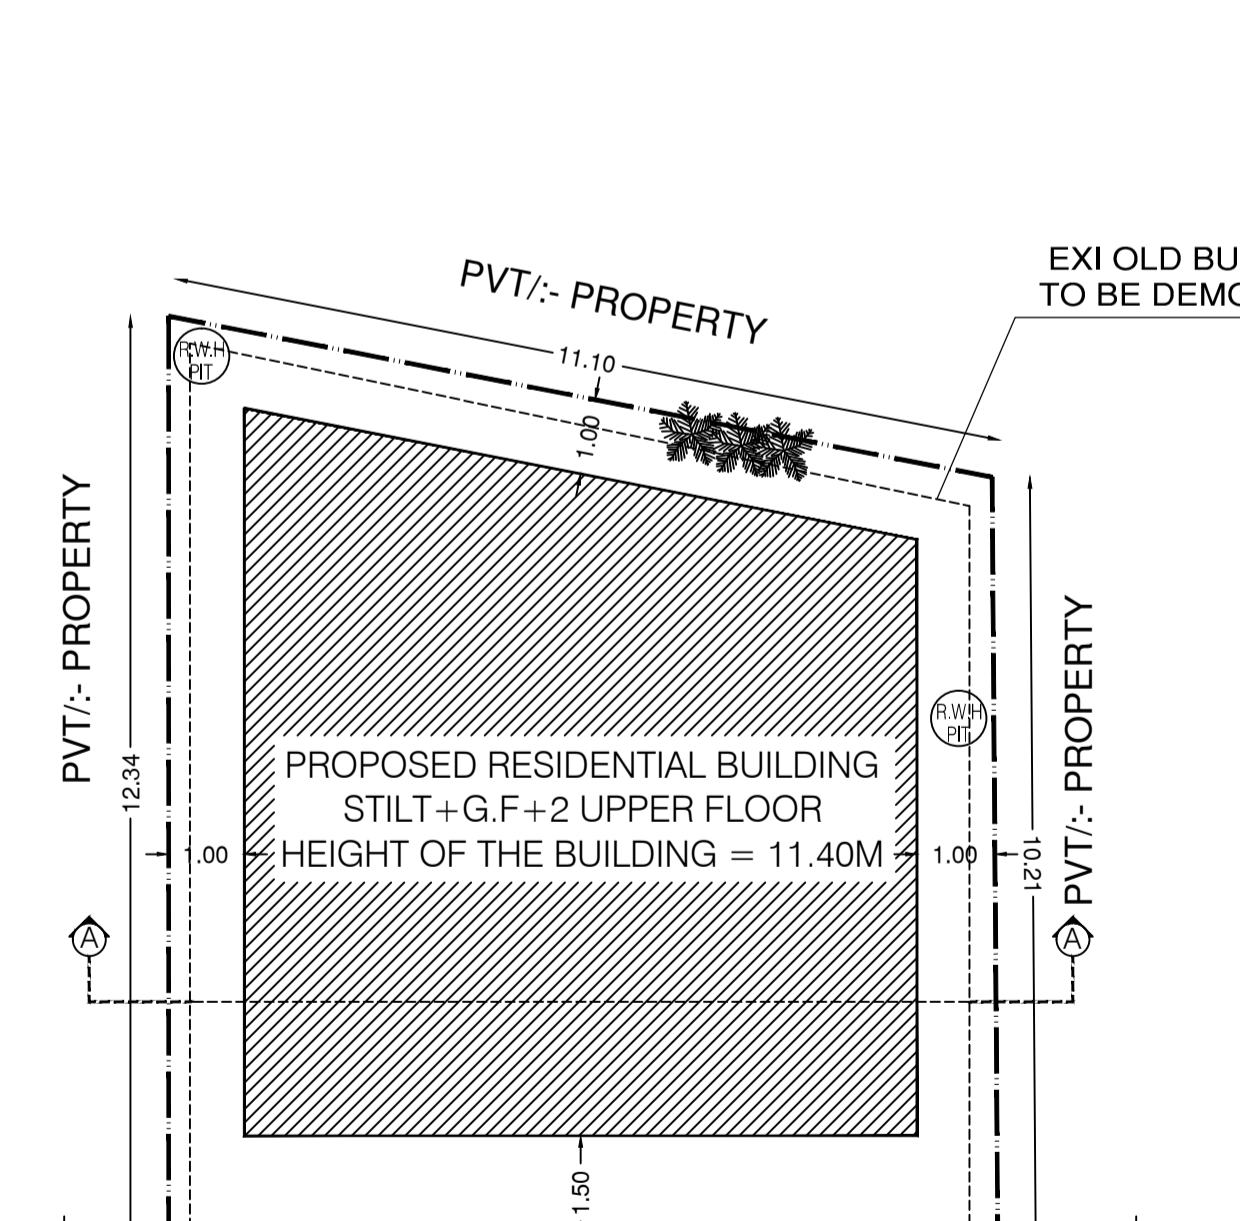 EXI OLD BU
TO BE DEMO
PVT/:- PROPERTY
11.10
R.W.H
PIT
1.00
PVT/:- PROPERTY
12.34
R.W.H
PIT
PVT/:- PROPERTY
10.21
PROPOSED RESIDENTIAL BUILDING
STILT+G.F+2 UPPER FLOOR
HEIGHT OF THE BUILDING = 11.40M
1.00
1.00
A
A
1.50